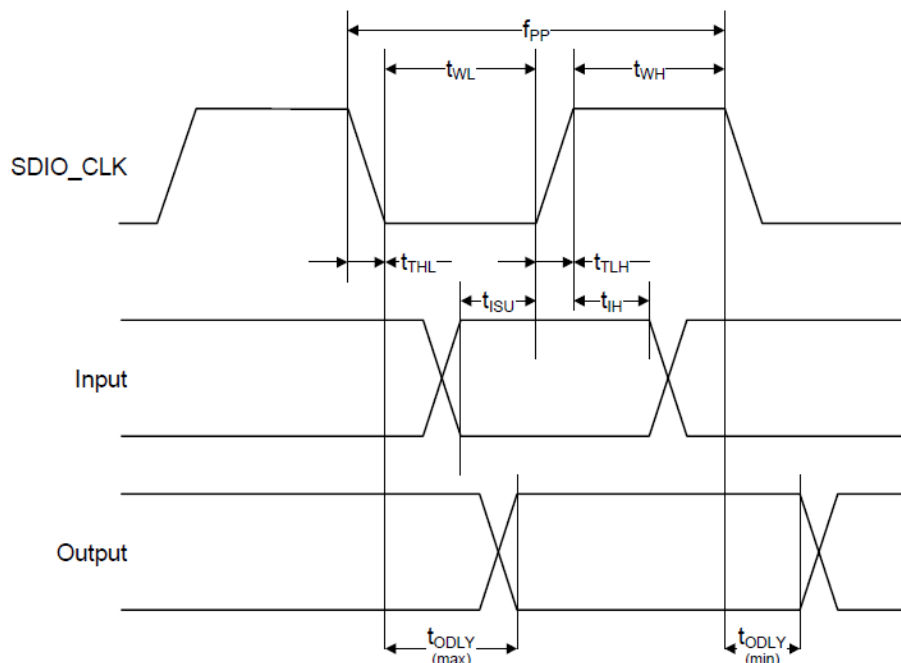 fPP
tWL
tWH
SDIO_CLK
tTHL
tTLH
tISU
tIH
Input
Output
tODLY
(max)
tODLY
(min)